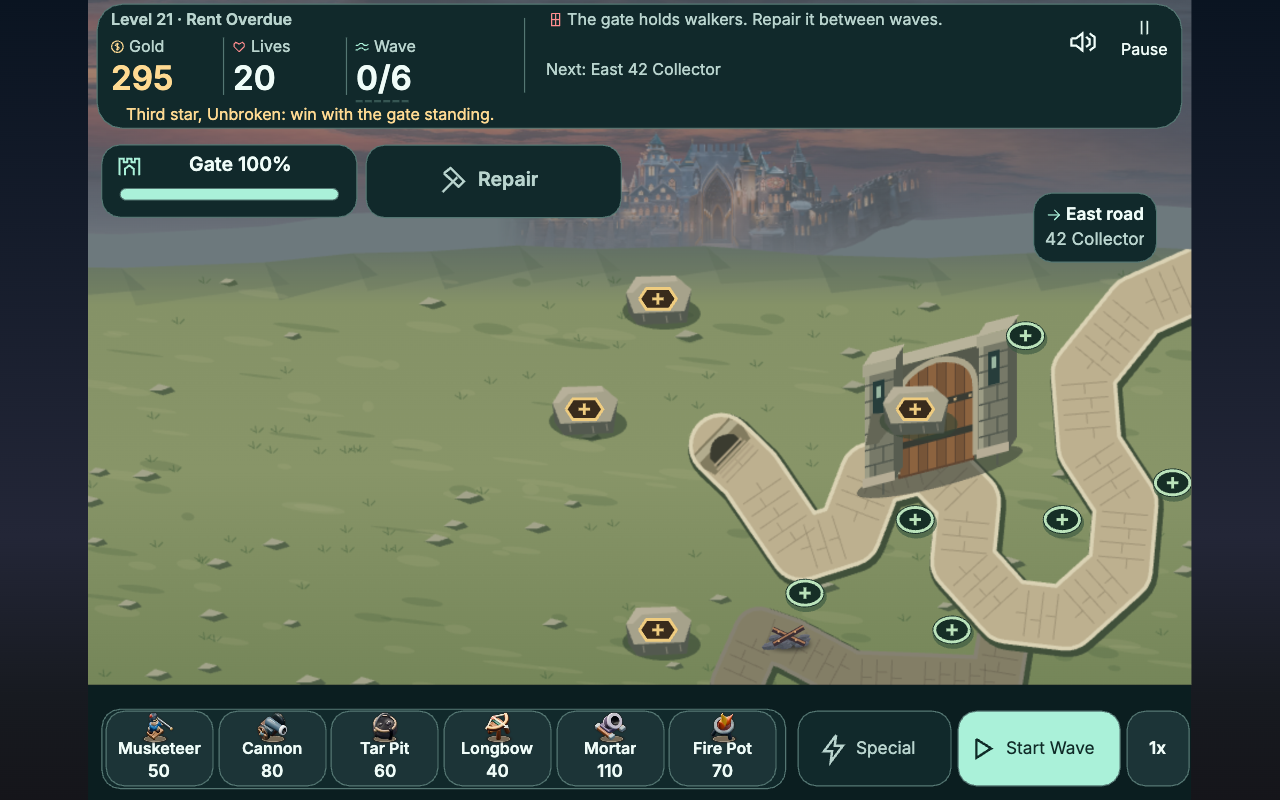 Level 21 · Rent Overdue
Gold
Lives
Wave
295
20
0/6
Third star, Unbroken: win with the gate standing.
The gate holds walkers. Repair it between waves.
Next: East 42 Collector
Pause
Gate 100%
Repair
East road
42 Collector
Musketeer
50
Cannon
80
Tar Pit
60
Longbow
40
Mortar
110
Fire Pot
70
Special
Start Wave
1x